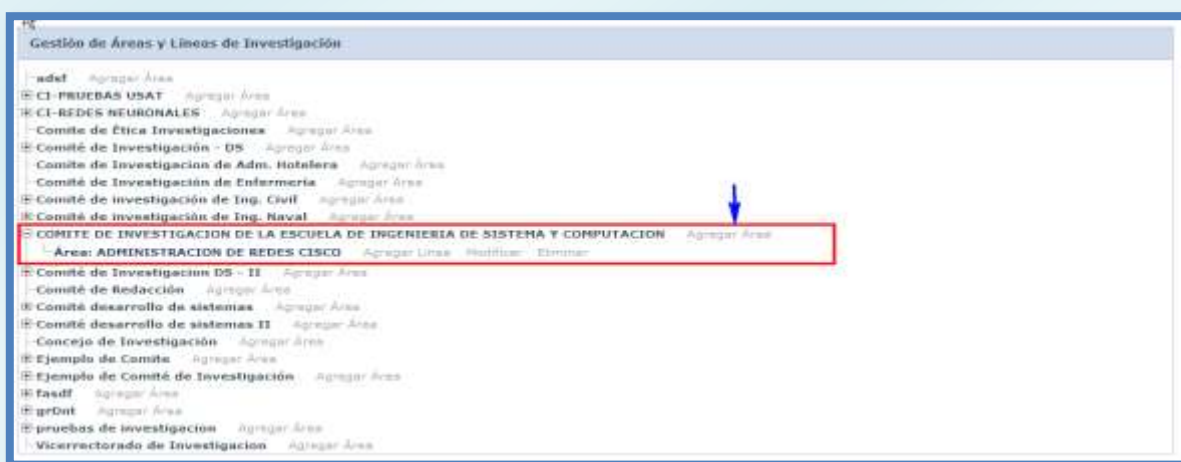 Gestión de Áreas y Líneas de Investigación
adsf Agregar Área
CI-PRUEBAS USAT Agregar Área
CI-REDES NEURONALES Agregar Área
Comite de Ética Investigaciones Agregar Área
Comité de Investigación - DS Agregar Área
Comite de Investigacion de Adm. Hotelera Agregar Área
Comité de Investigación de Enfermería Agregar Área
Comité de investigación de Ing. Civil Agregar Área
Comité de investigación de Ing. Naval Agregar Área
COMITE DE INVESTIGACION DE LA ESCUELA DE INGENIERIA DE SISTEMA Y COMPUTACION Agregar Área
Área: ADMINISTRACION DE REDES CISCO Agregar Linea Modificar Eliminar
Comité de Investigacion DS - II Agregar Área
Comité de Redacción Agregar Área
Comité desarrollo de sistemas Agregar Área
Comité desarrollo de sistemas II Agregar Área
Concejo de Investigación Agregar Área
Ejemplo de Comite Agregar Área
Ejemplo de Comité de Investigación Agregar Área
fasdf Agregar Área
Agregar Área
pruebas de investigacion Agregar Área
Vicerrectorado de Investigacion Agregar Área